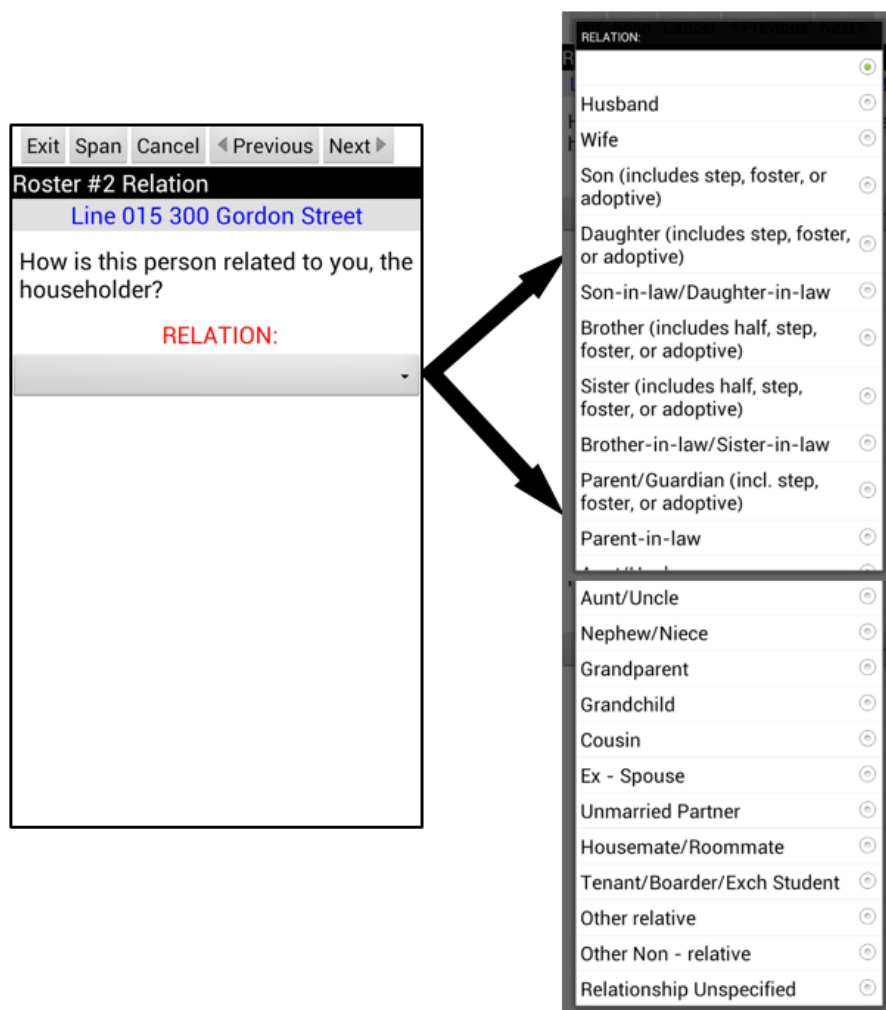 Exit Span Cancel Previous Next
Roster #2 Relation
Line 015 300 Gordon Street
How is this person related to you, the
householder?
RELATION:
RELATION:
Husband
Wife
Son (includes step, foster, or
adoptive)
Daughter (includes step, foster,
or adoptive)
Son-in-law/Daughter-in-law
Brother (includes half, step,
foster, or adoptive)
Sister (includes half, step,
foster, or adoptive)
Brother-in-law/Sister-in-law
Parent/Guardian (incl. step,
foster, or adoptive)
Parent-in-law
Aunt/Uncle
Nephew/Niece
Grandparent
Grandchild
Cousin
Ex - Spouse
Unmarried Partner
Housemate/Roommate
Tenant/Boarder/Exch Student
Other relative
Other Non - relative
Relationship Unspecified